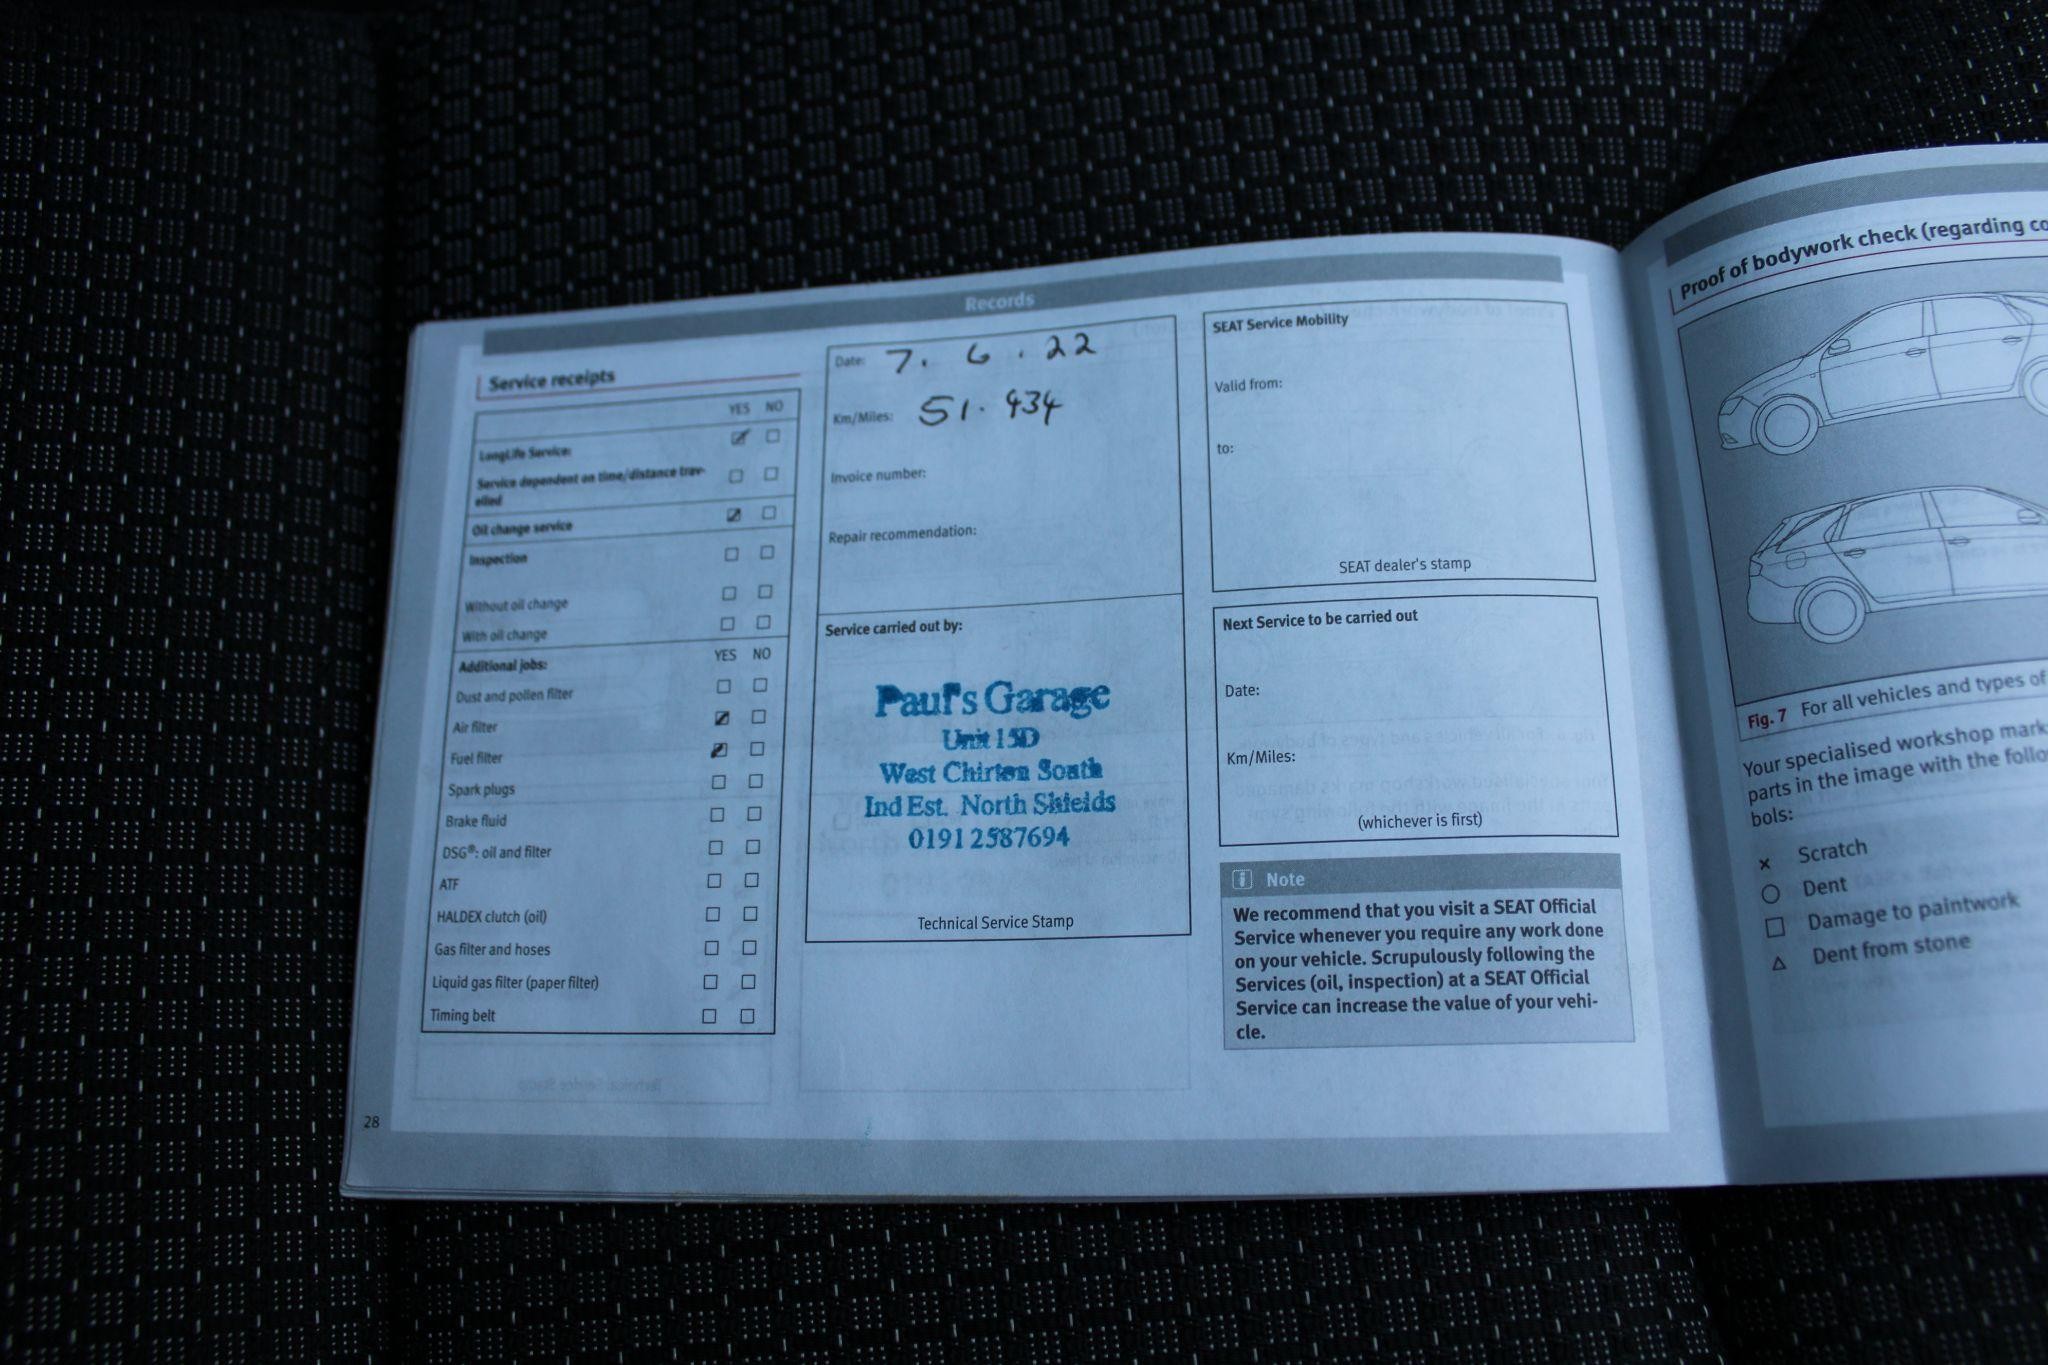 Records
Service receipts
YES NO
LongLife Service:
Service dependent on time/distance trav-
elled
Oil change service
Inspection
Without oil change
With oil change
Additional jobs: YES NO
Dust and pollen filter
Air filter
Fuel filter
Spark plugs
Brake fluid
DSG®: oil and filter
ATF
HALDEX clutch (oil)
Gas filter and hoses
Liquid gas filter (paper filter)
Timing belt
28
Date: 7. 6 . 22
Km/Miles: 51. 434
Invoice number:
Repair recommendation:
Service carried out by:
Paul's Garage
Unit 15D
West Chirton South
Ind Est. North Shields
0191 2587694
Technical Service Stamp
SEAT Service Mobility
Valid from:
to:
SEAT dealer's stamp
Next Service to be carried out
Date:
Km/Miles:
(whichever is first)
Note
We recommend that you visit a SEAT Official
Service whenever you require any work done
on your vehicle. Scrupulously following the
Services (oil, inspection) at a SEAT Official
Service can increase the value of your vehi-
cle.
Proof of bodywork check (regarding co
Fig. 7 For all vehicles and types of
Your specialised workshop mark
parts in the image with the follo
bols:
× Scratch
Dent
Damage to paintwork
Dent from stone